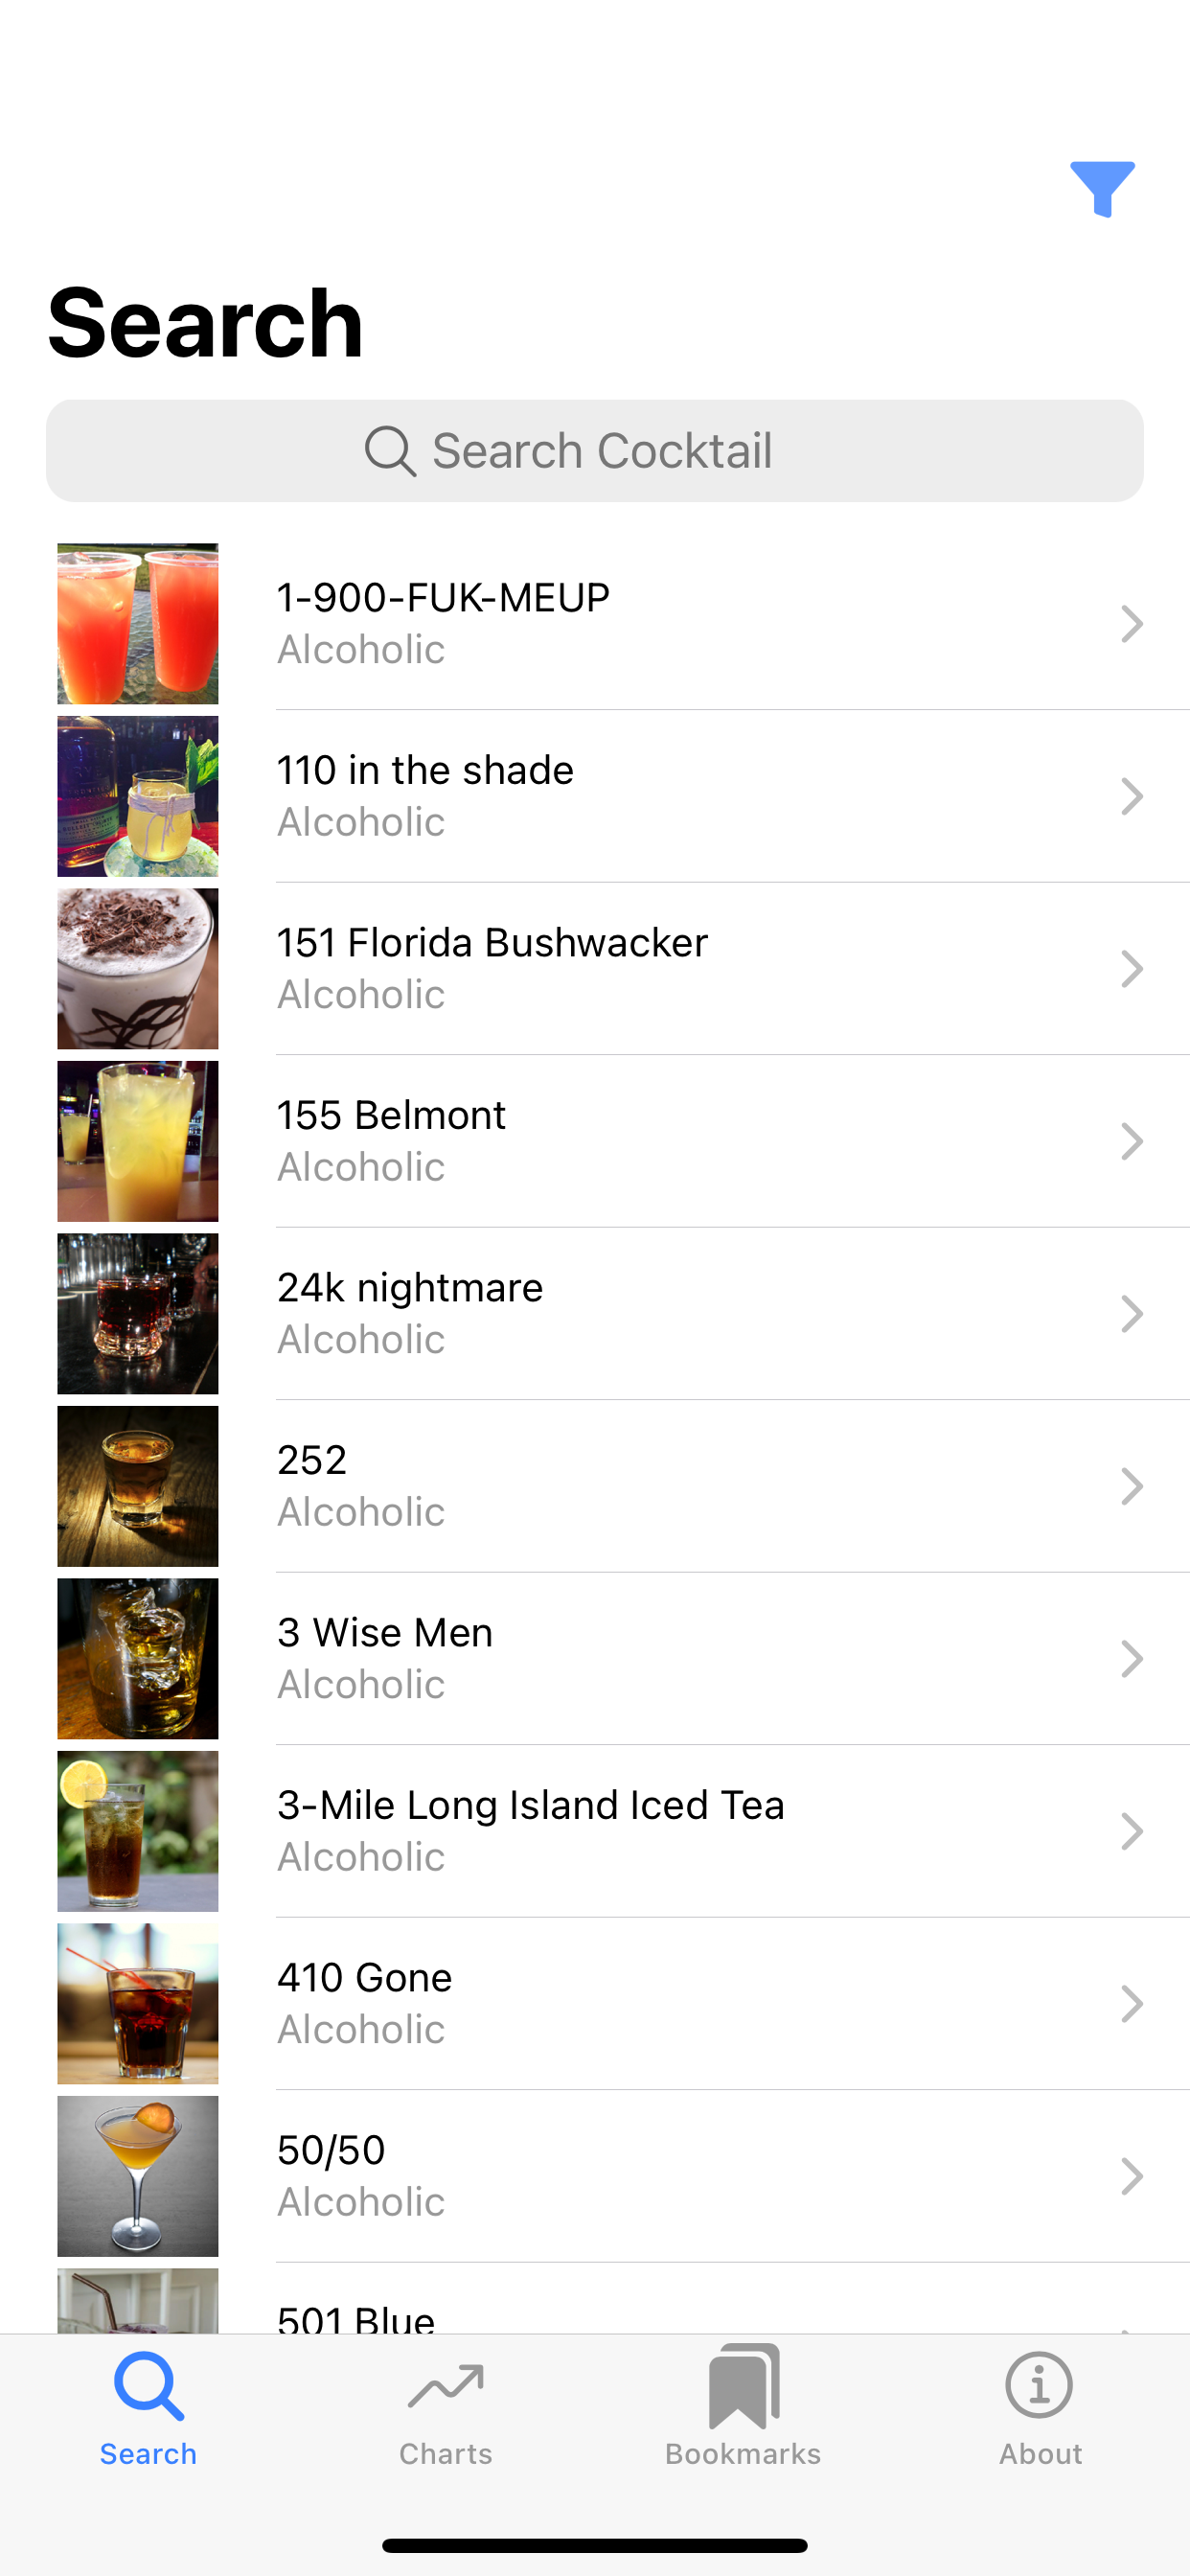 Search
Search Cocktail
1-900-FUK-MEUP
Alcoholic
110 in the shade
Alcoholic
151 Florida Bushwacker
Alcoholic
155 Belmont
Alcoholic
24k nightmare
Alcoholic
252
Alcoholic
3 Wise Men
Alcoholic
3-Mile Long Island Iced Tea
Alcoholic
410 Gone
Alcoholic
50/50
Alcoholic
501 Blue
Search Charts Bookmarks About